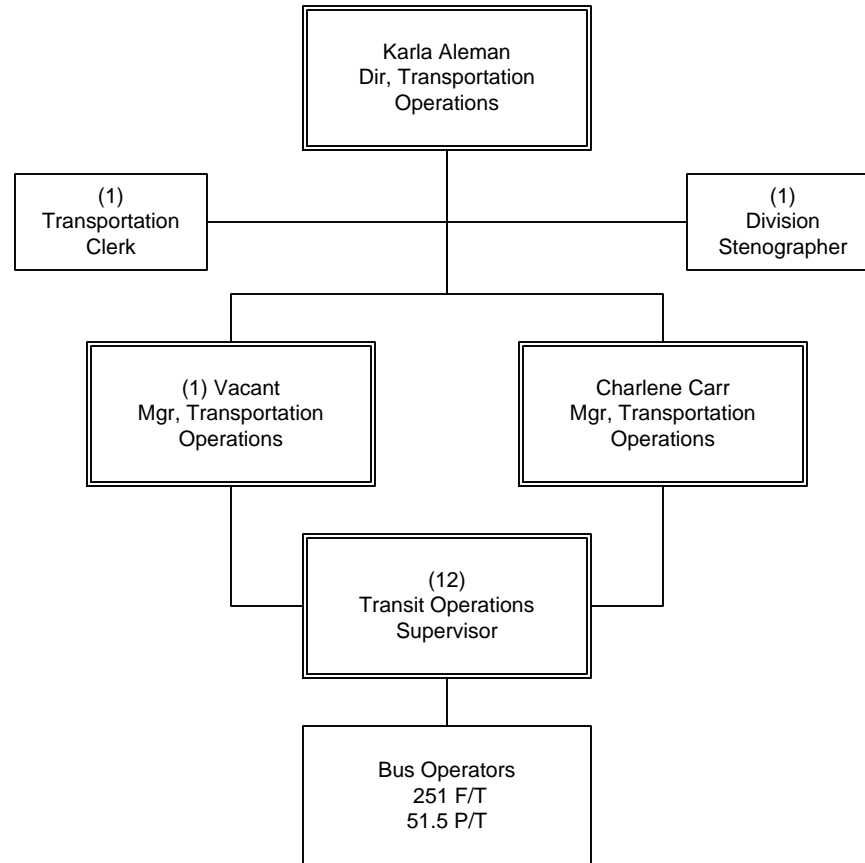 Karla Aleman
Dir, Transportation
Operations
(1)
Transportation
Clerk
(1)
Division
Stenographer
(1) Vacant
Mgr, Transportation
Operations
Charlene Carr
Mgr, Transportation
Operations
(12)
Transit Operations
Supervisor
Bus Operators
251 F/T
51.5 P/T